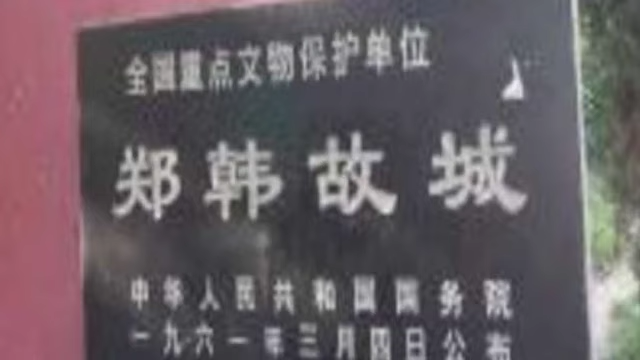 全国重点文物保护单位
郑韩故城
中华人民共和国国务院
一九六一年三月四日公布